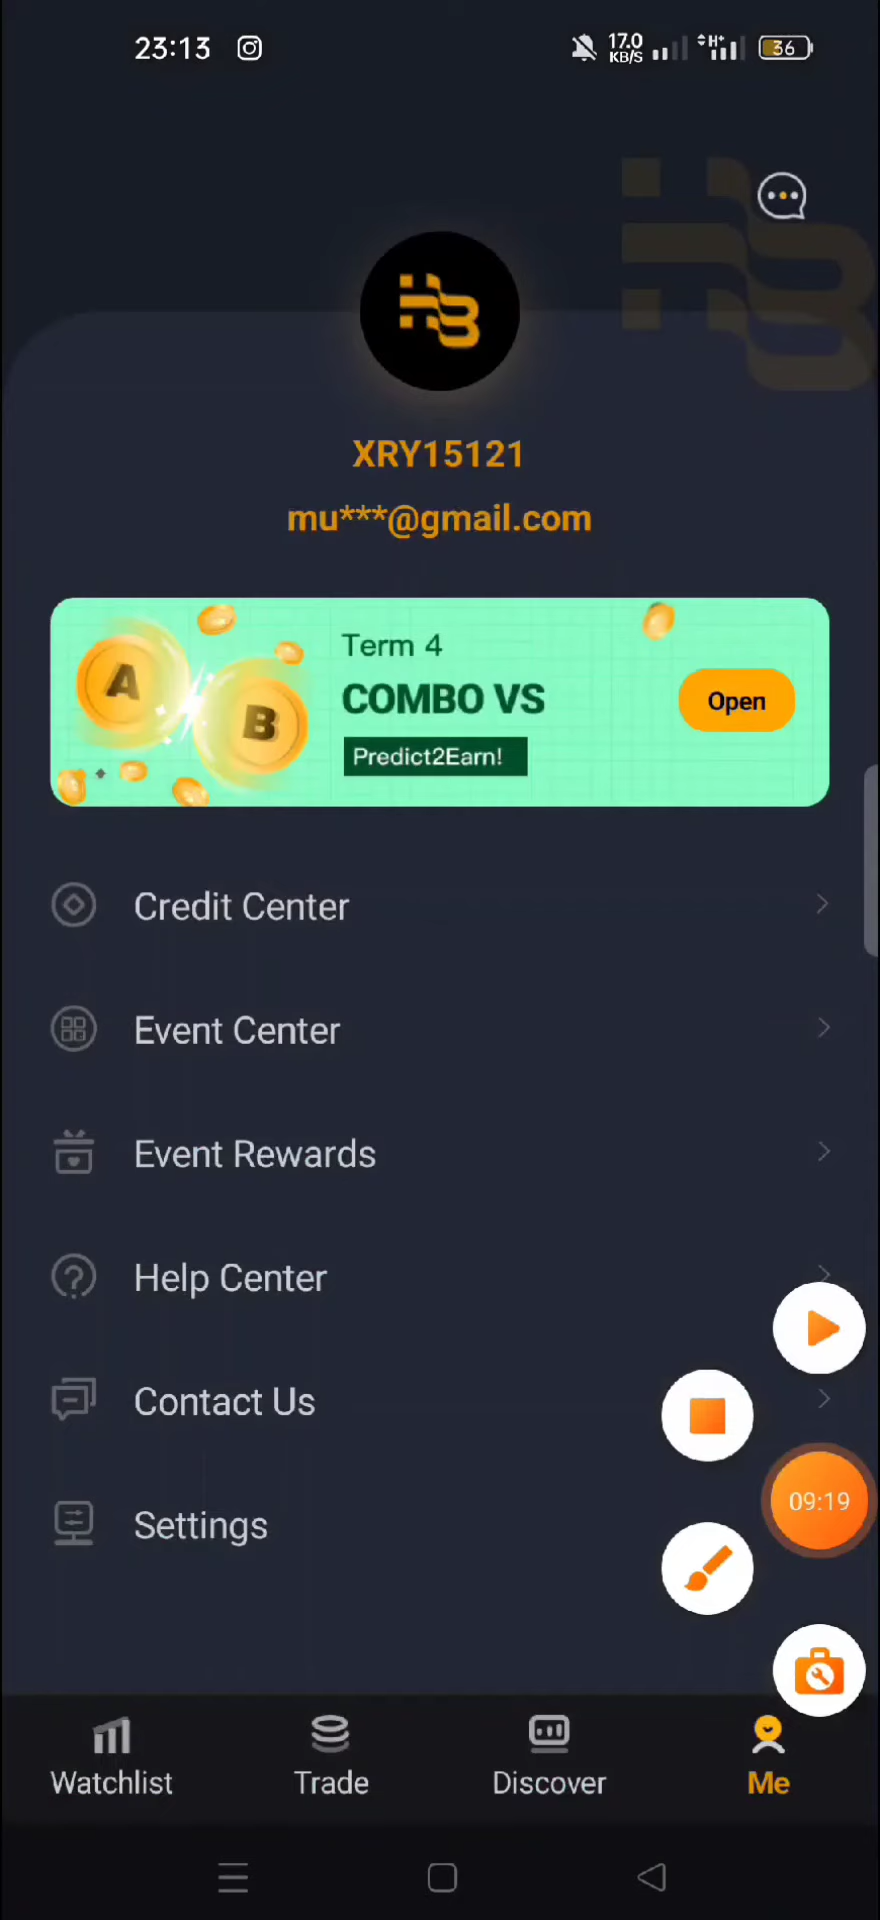 23:13
17.0
KB/S
H+
36
XRY15121
mu***@gmail.com
A
B
Term 4
COMBO VS
Predict2Earn!
Open
Credit Center
Event Center
Event Rewards
Help Center
Contact Us
Settings
09:19
Watchlist
Trade
Discover
Me